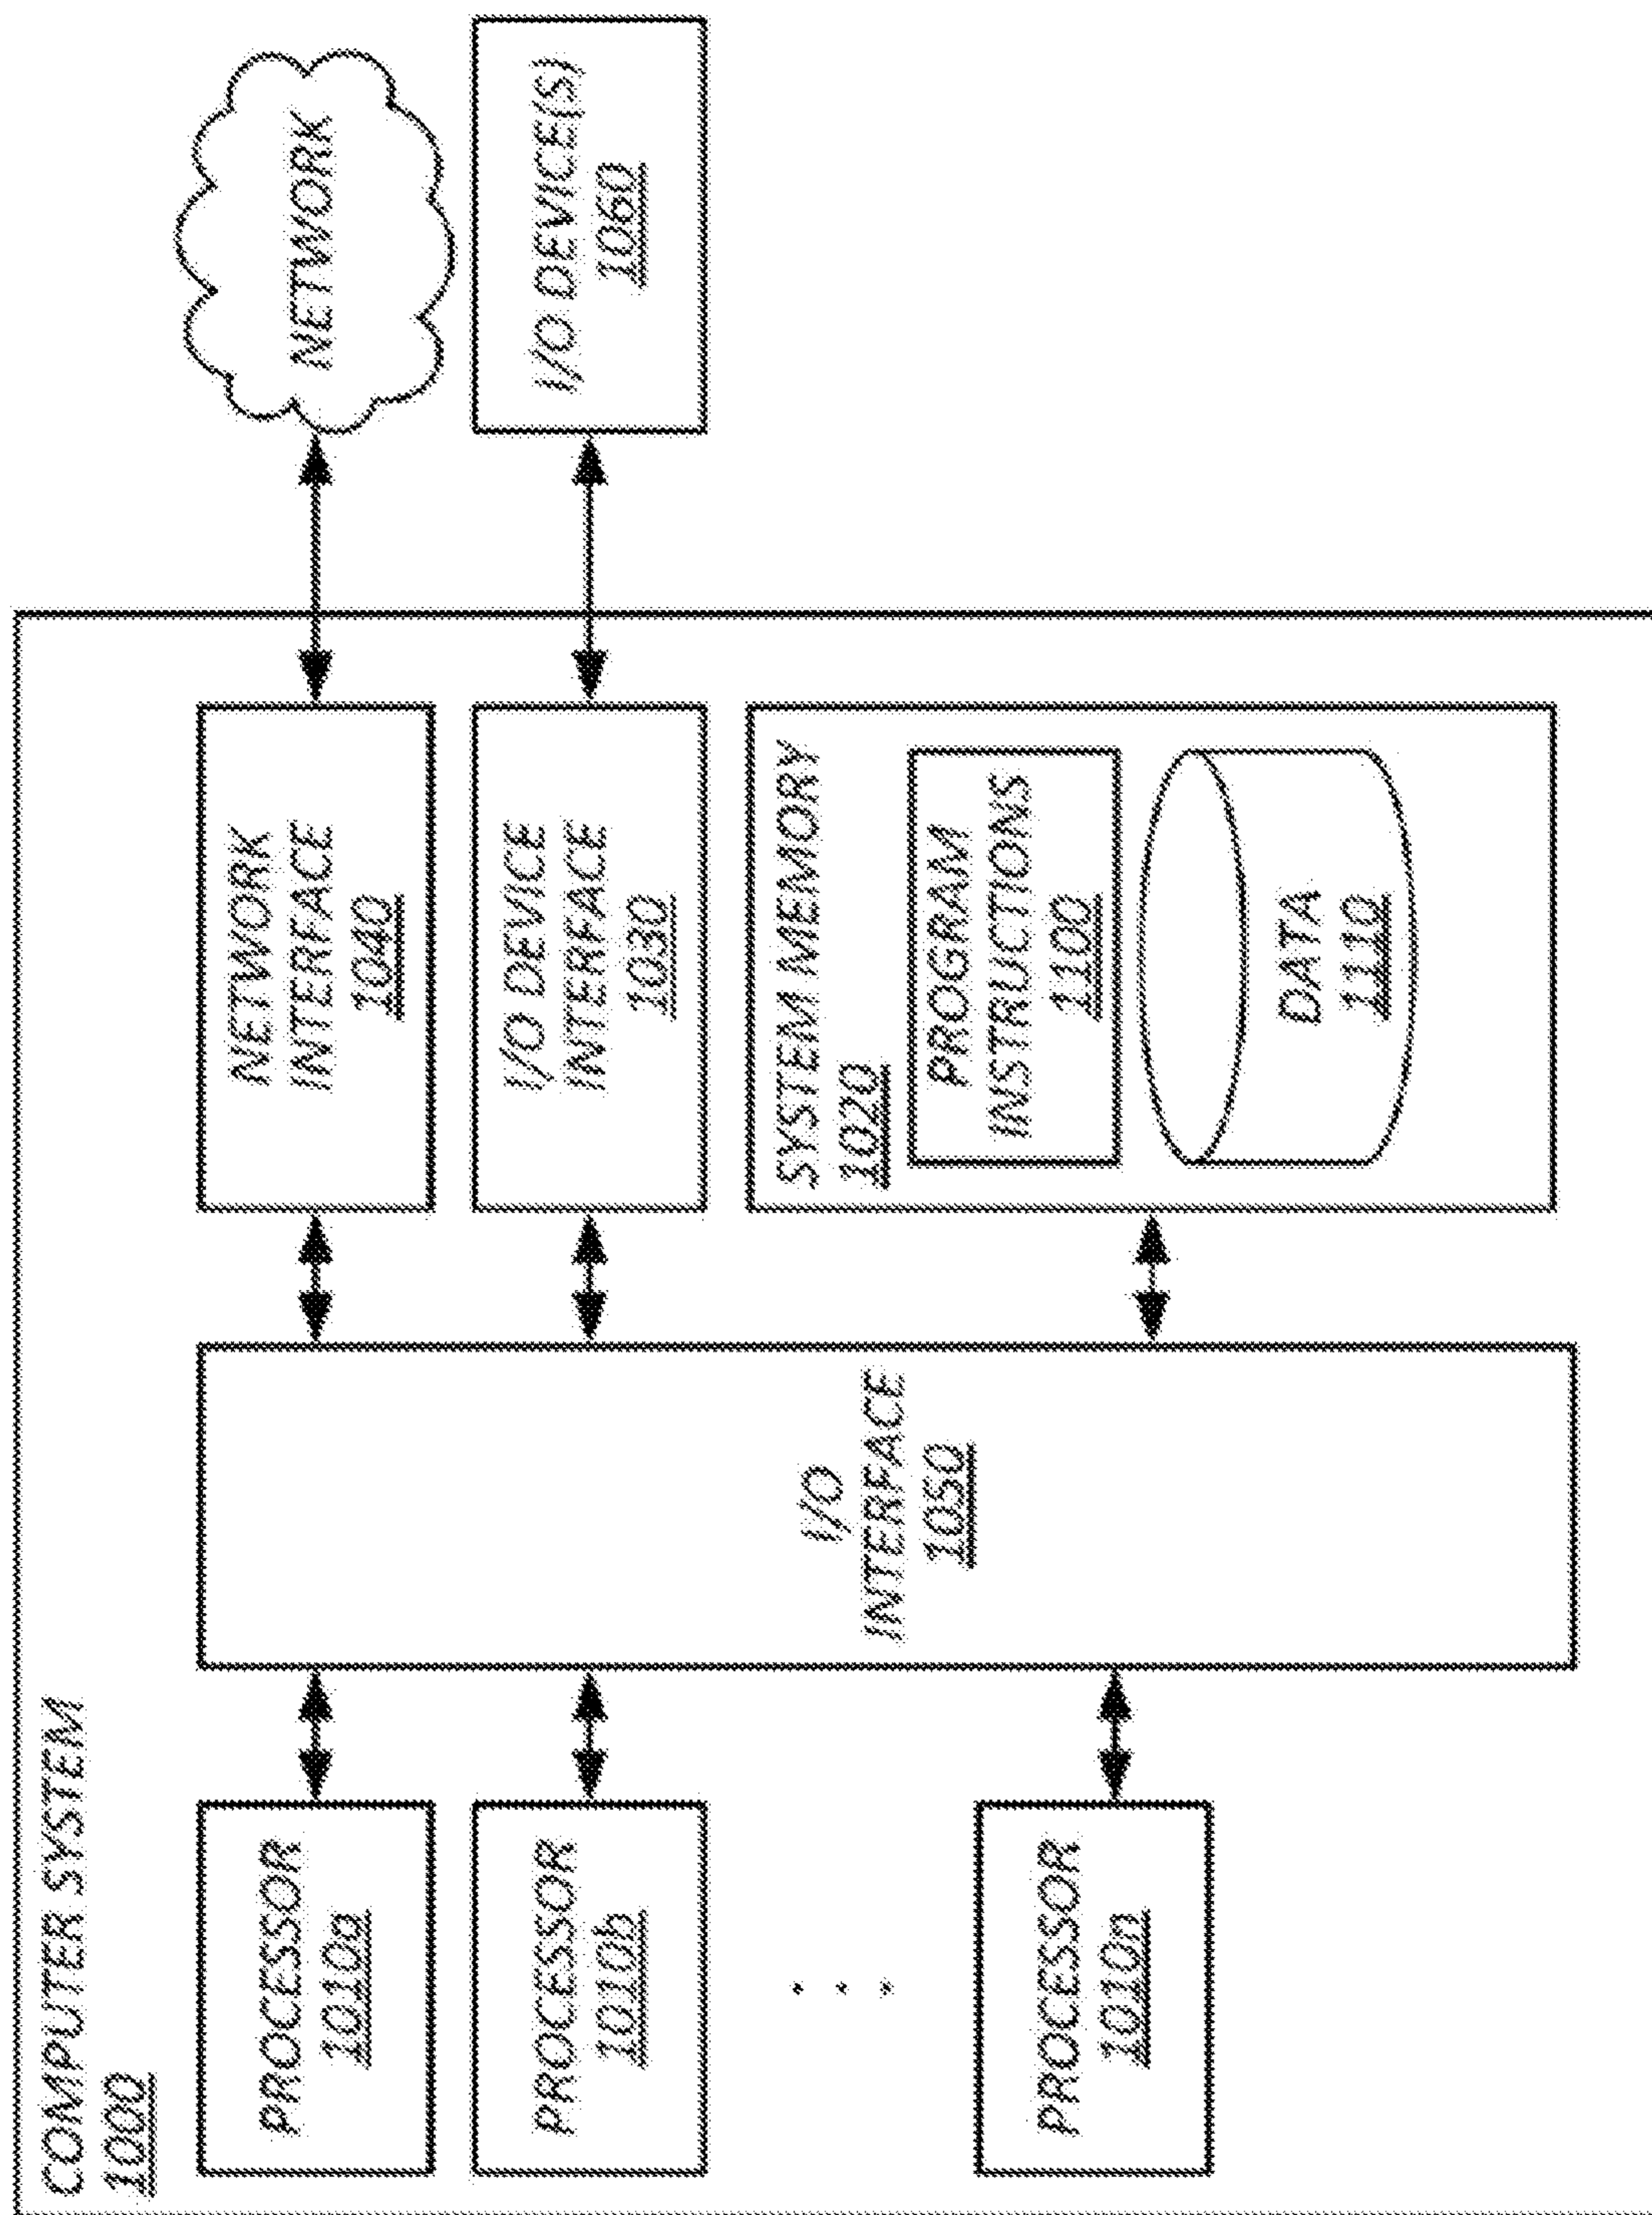 COMPUTER SYSTEM
1000
PROCESSOR
1010a
PROCESSOR
1010b
. . .
PROCESSOR
1010n
I/O
INTERFACE
1050
NETWORK
INTERFACE
1040
I/O DEVICE
INTERFACE
1030
SYSTEM MEMORY
1020
PROGRAM
INSTRUCTIONS
1100
DATA
1110
NETWORK
I/O DEVICE(S)
1060